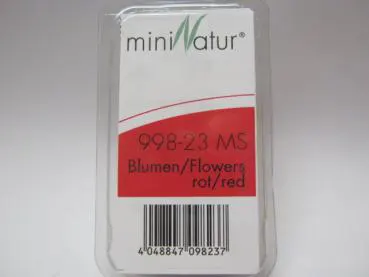 miniNatur®
998-23 MS
Blumen/Flowers
rot/red
4 048847 098237